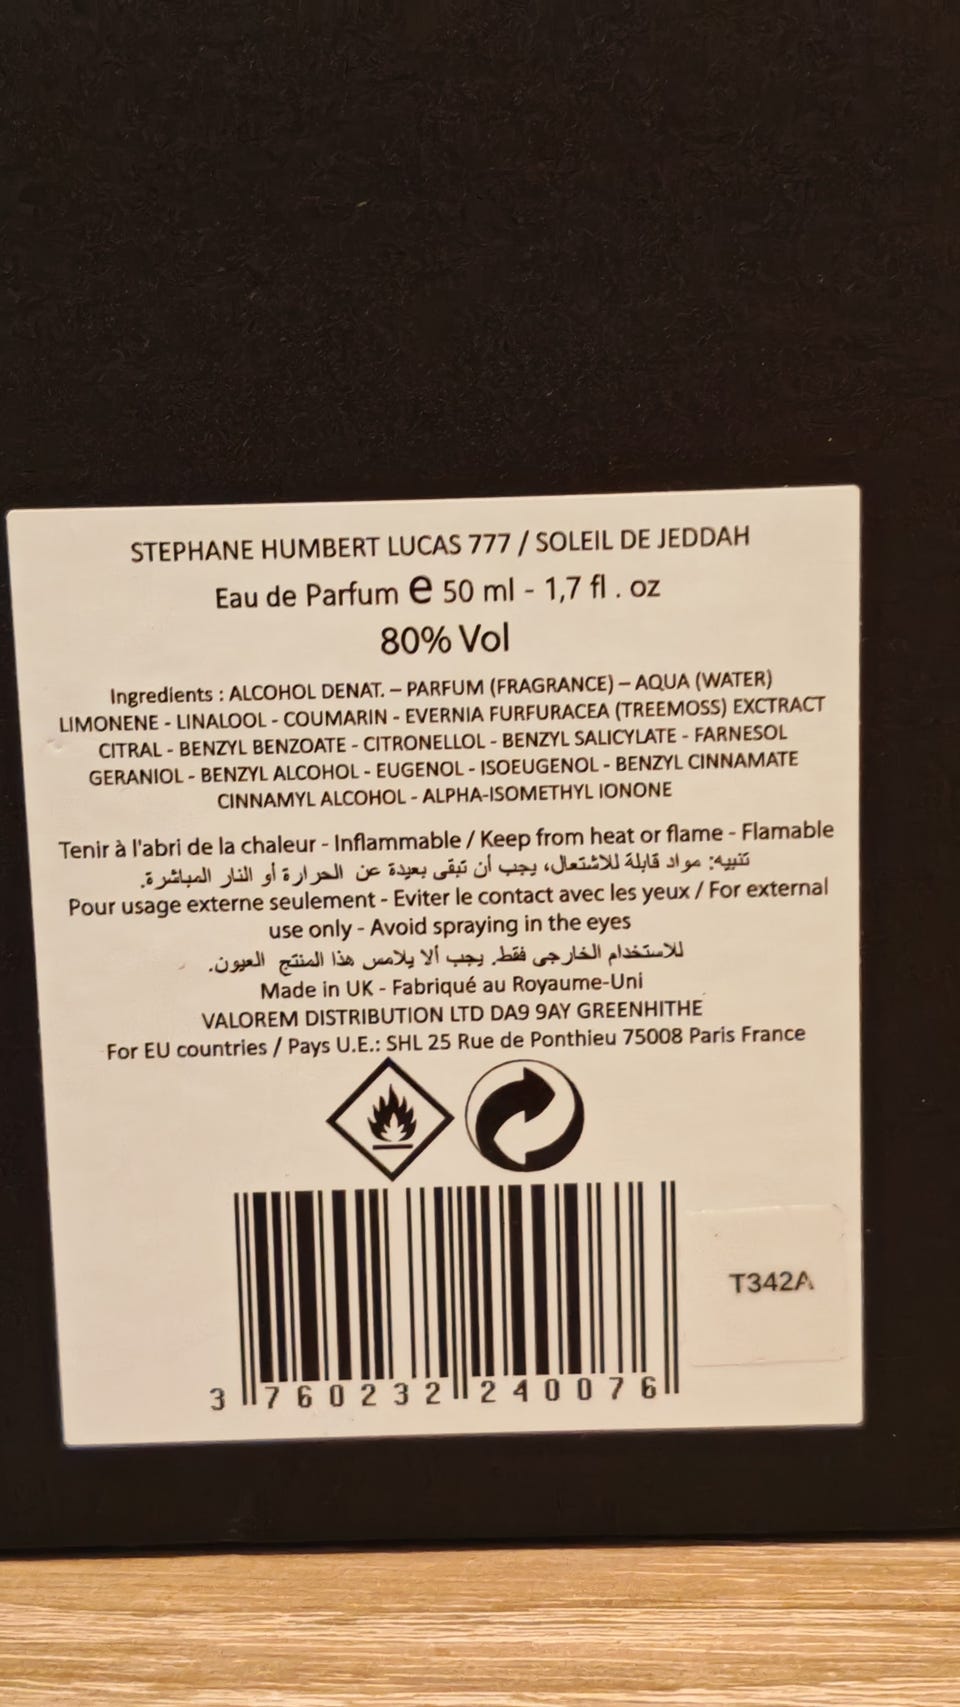 STEPHANE HUMBERT LUCAS 777 / SOLEIL DE JEDDAH
Eau de Parfum e 50 ml - 1,7 fl . oz
80% Vol
Ingredients : ALCOHOL DENAT. – PARFUM (FRAGRANCE) – AQUA (WATER)
LIMONENE - LINALOOL - COUMARIN - EVERNIA FURFURACEA (TREEMOSS) EXCTRACT
CITRAL - BENZYL BENZOATE - CITRONELLOL - BENZYL SALICYLATE - FARNESOL
GERANIOL - BENZYL ALCOHOL - EUGENOL - ISOEUGENOL - BENZYL CINNAMATE
CINNAMYL ALCOHOL - ALPHA-ISOMETHYL IONONE
Tenir à l'abri de la chaleur - Inflammable / Keep from heat or flame - Flamable
تنبيه: مواد قابلة للاشتعال، يجب أن تبقى بعيدة عن الحرارة أو النار المباشرة.
Pour usage externe seulement - Eviter le contact avec les yeux / For external
use only - Avoid spraying in the eyes
للاستخدام الخارجي فقط. يجب ألا يلامس هذا المنتج العيون.
Made in UK - Fabriqué au Royaume-Uni
VALOREM DISTRIBUTION LTD DA9 9AY GREENHITHE
For EU countries / Pays U.E.: SHL 25 Rue de Ponthieu 75008 Paris France
T342A
3 760232 240076